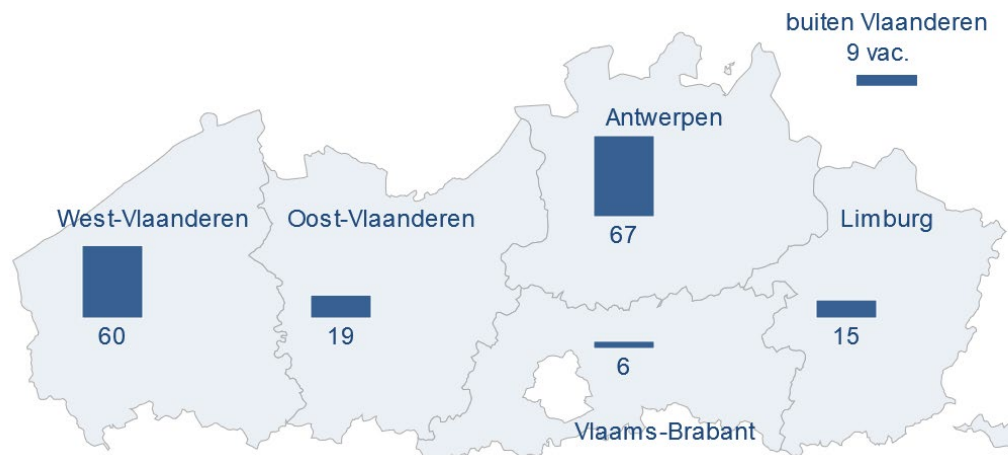 buiten Vlaanderen
9 vac.
Antwerpen
67
West-Vlaanderen
60
Oost-Vlaanderen
19
Limburg
15
6
Vlaams-Brabant